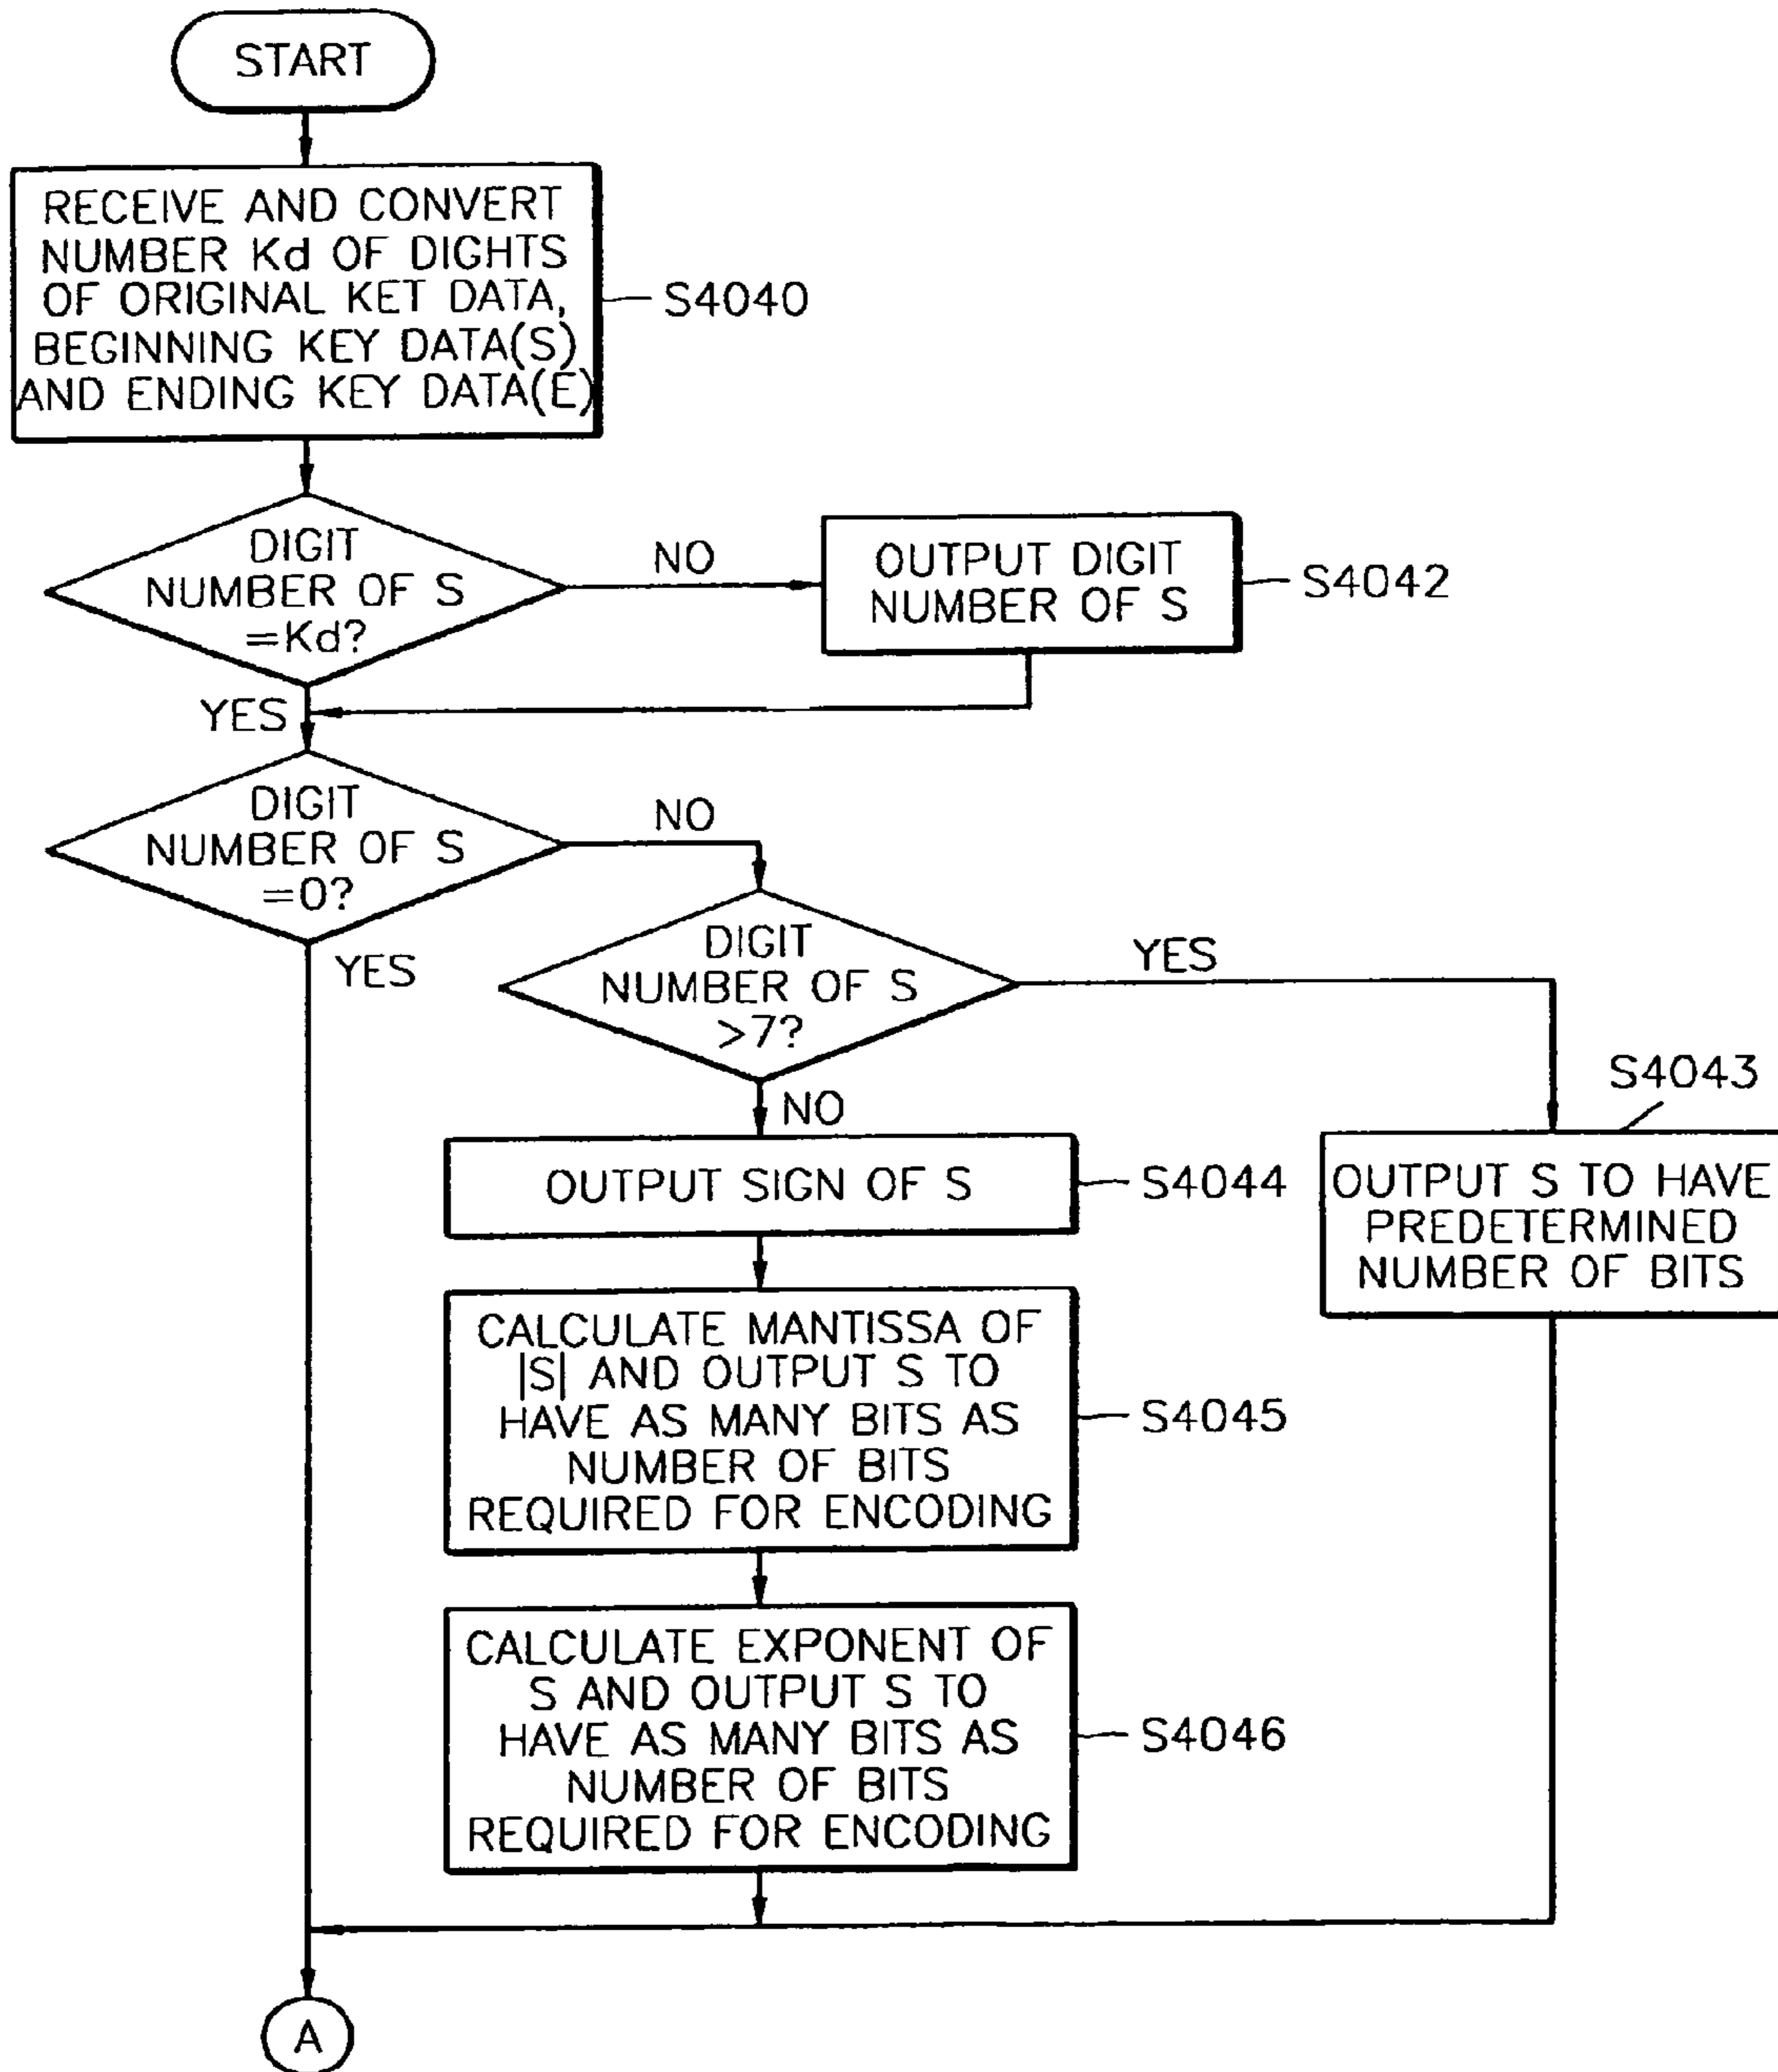 START
RECEIVE AND CONVERT
NUMBER Kd OF DIGHTS
OF ORIGINAL KET DATA,
BEGINNING KEY DATA(S)
AND ENDING KEY DATA(E)
S4040
DIGIT
NUMBER OF S
=Kd?
NO
OUTPUT DIGIT
NUMBER OF S
S4042
YES
DIGIT
NUMBER OF S
=0?
NO
YES
DIGIT
NUMBER OF S
>7?
YES
NO
S4043
OUTPUT S TO HAVE
PREDETERMINED
NUMBER OF BITS
OUTPUT SIGN OF S
S4044
CALCULATE MANTISSA OF
|S| AND OUTPUT S TO
HAVE AS MANY BITS AS
NUMBER OF BITS
REQUIRED FOR ENCODING
S4045
CALCULATE EXPONENT OF
S AND OUTPUT S TO
HAVE AS MANY BITS AS
NUMBER OF BITS
REQUIRED FOR ENCODING
S4046
A